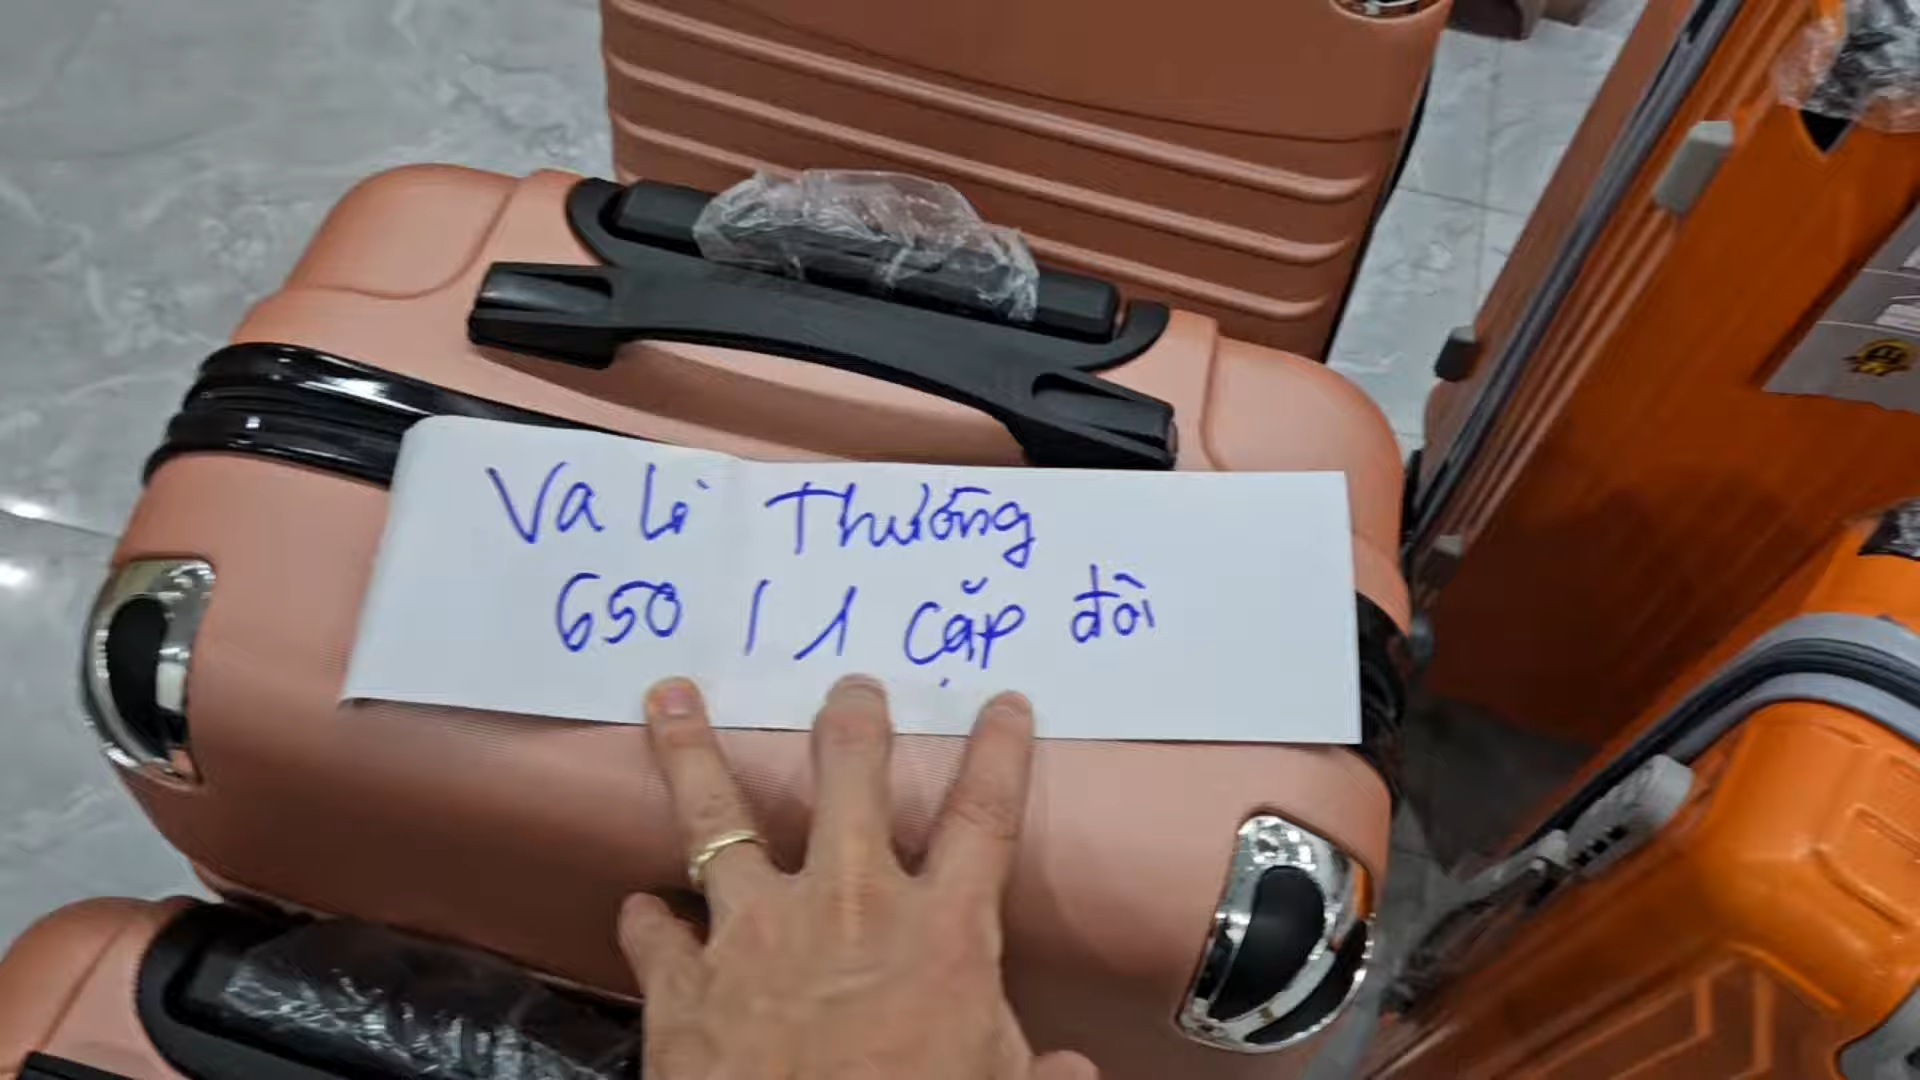 Va li Thường
650 / 1 cặp đôi